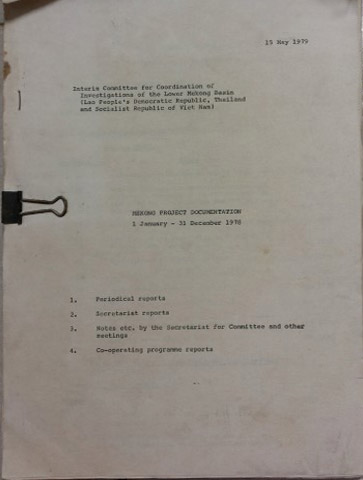 15 May 1979
Interim Committee for Coordination of
Investigations of the Lower Mekong Basin
(Lao People's Democratic Republic, Thailand
and Socialist Republic of Viet Nam)
MEKONG PROJECT DOCUMENTATION
1 January - 31 December 1978
1. Periodical reports
2. Secretariat reports
3. Notes etc. by the Secretariat for Committee and other
meetings
4. Co-operating programme reports